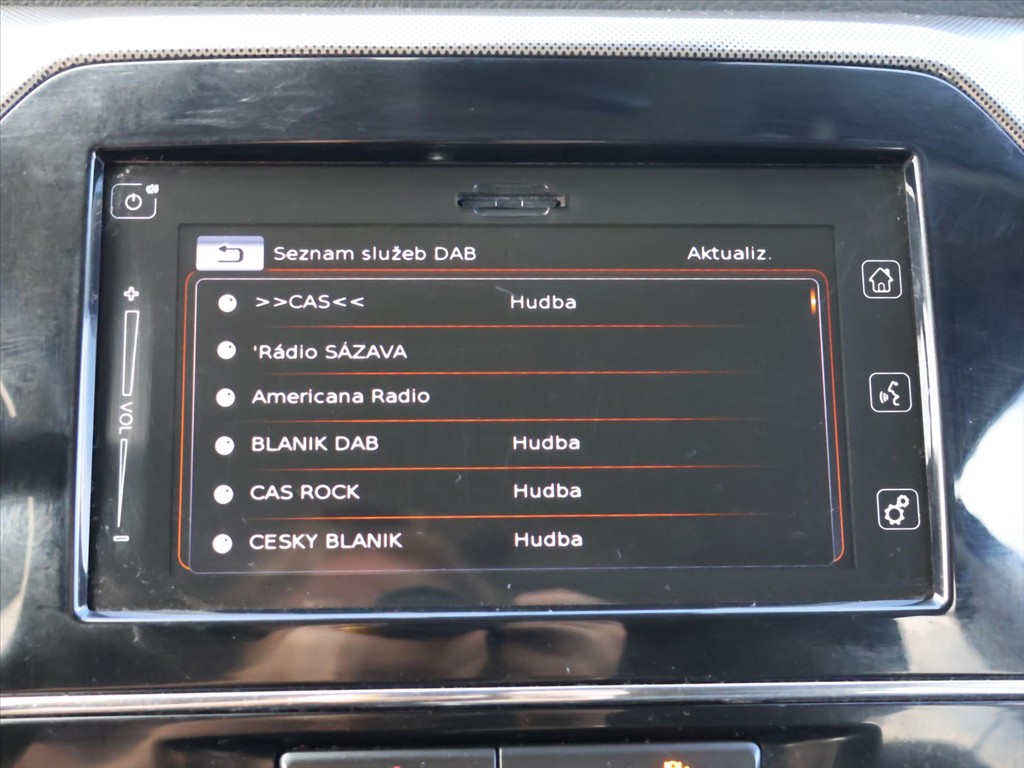 Seznam služeb DAB Aktualiz.
>>CAS<< Hudba
'Rádio SÁZAVA
Americana Radio
BLANIK DAB Hudba
CAS ROCK Hudba
CESKY BLANIK Hudba
+
VOL
-